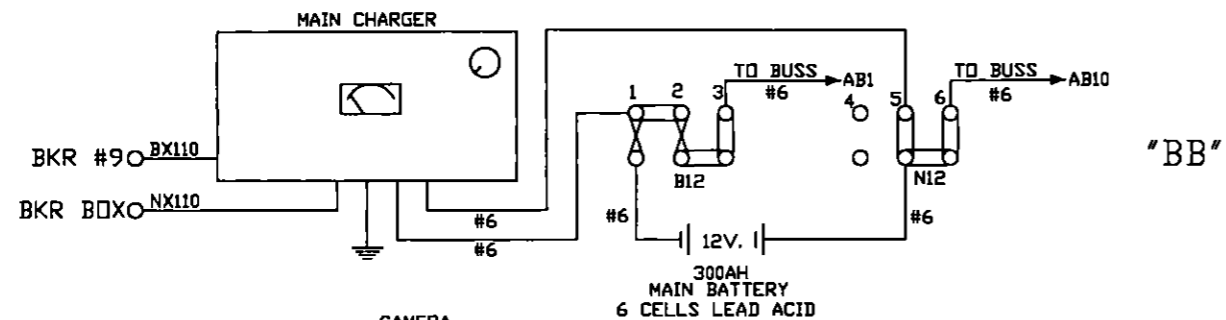 MAIN CHARGER
TO BUSS AB1
#6
TO BUSS AB10
#6
1 2 3 4 5 6
BKR #9 BX110
B12
N12
"BB"
BKR BOX NX110
#6
#6
#6
12V.
#6
300AH
MAIN BATTERY
6 CELLS LEAD ACID